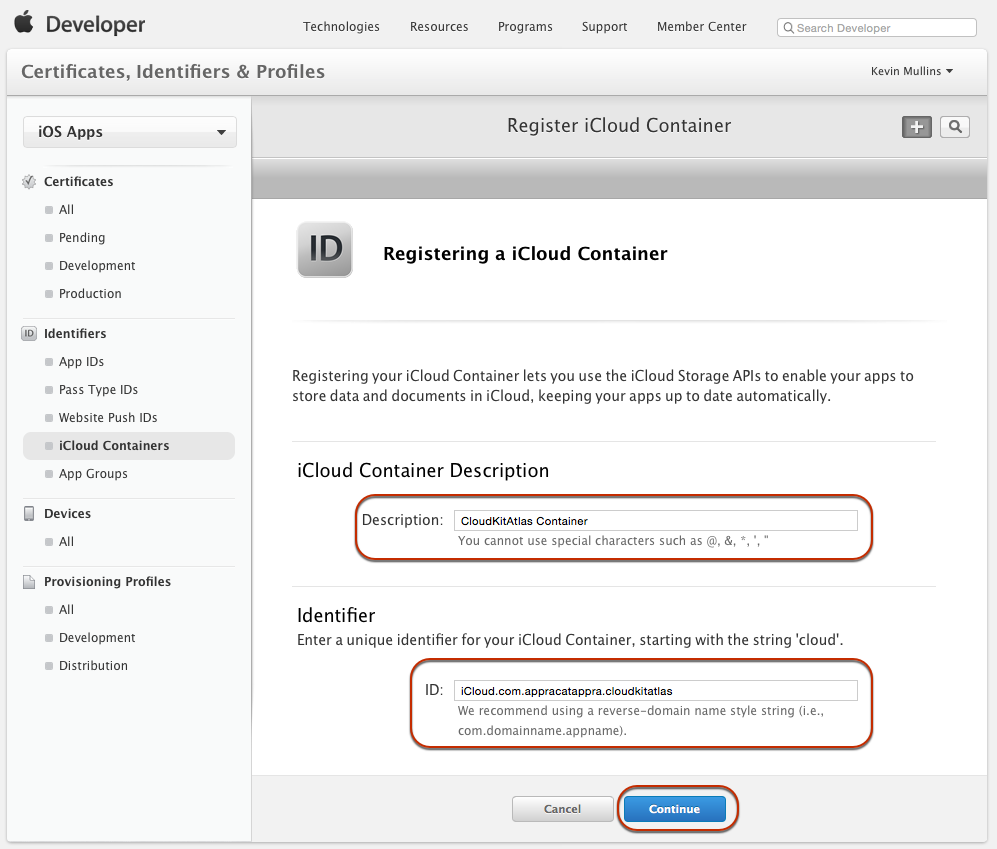 Developer
Technologies
Resources
Programs
Support
Member Center
Search Developer
Certificates, Identifiers & Profiles
Kevin Mullins
iOS Apps
Certificates
All
Pending
Development
Production
ID
Identifiers
App IDs
Pass Type IDs
Website Push IDs
iCloud Containers
App Groups
Devices
All
Provisioning Profiles
All
Development
Distribution
Register iCloud Container
ID
Registering a iCloud Container
Registering your iCloud Container lets you use the iCloud Storage APIs to enable your apps to
store data and documents in iCloud, keeping your apps up to date automatically.
iCloud Container Description
Description: CloudKitAtlas Container
You cannot use special characters such as @, &, *, ', "
Identifier
Enter a unique identifier for your iCloud Container, starting with the string 'cloud'.
ID: iCloud.com.appracatappra.cloudkitatlas
We recommend using a reverse-domain name style string (i.e.,
com.domainname.appname).
Cancel
Continue